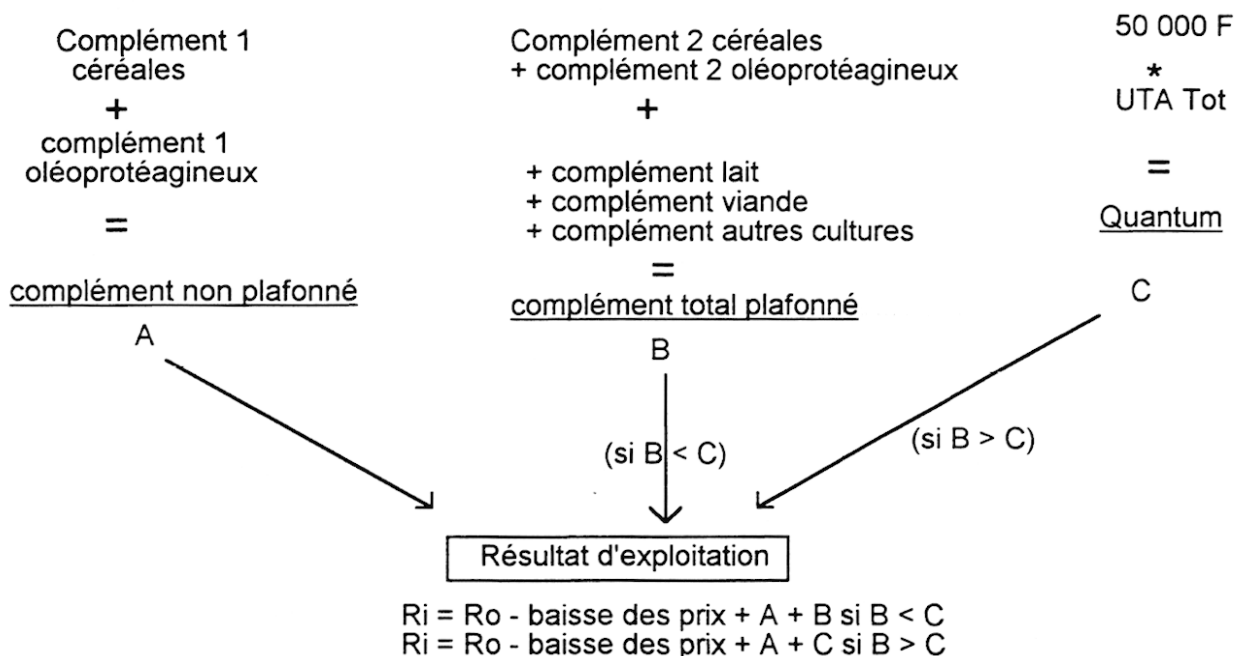 Complément 1
céréales
+
complément 1
oléoprotéagineux
=
complément non plafonné
A
Complément 2 céréales
+ complément 2 oléoprotéagineux
+
+ complément lait
+ complément viande
+ complément autres cultures
=
complément total plafonné
B
50 000 F
*
UTA Tot
=
Quantum
C
(si B < C)
(si B > C)
Résultat d'exploitation
Ri = Ro - baisse des prix + A + B si B < C
Ri = Ro - baisse des prix + A + C si B > C